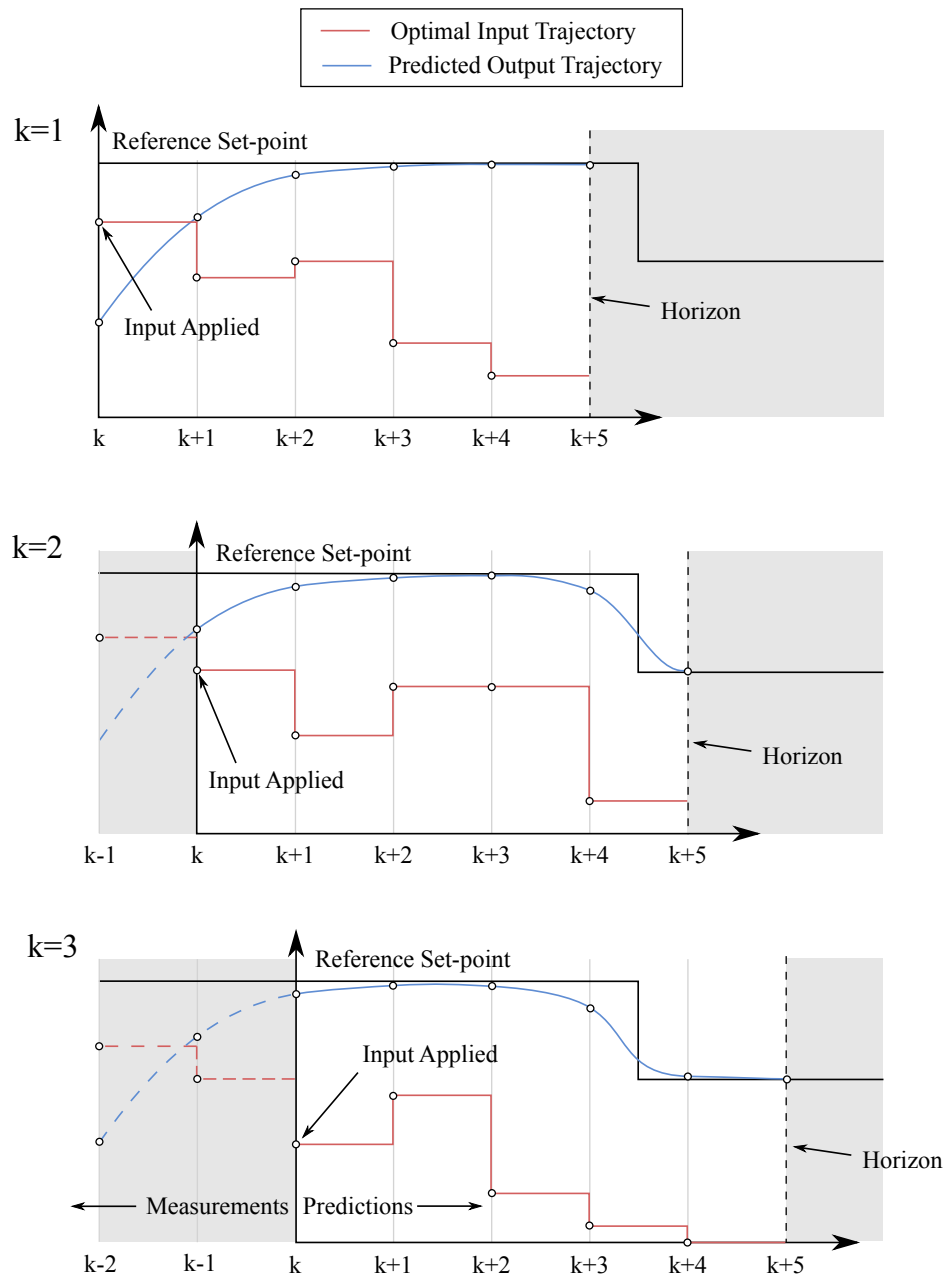 Optimal Input Trajectory
Predicted Output Trajectory
k=1
Reference Set-point
Input Applied
Horizon
k k+1 k+2 k+3 k+4 k+5
k=2
Reference Set-point
Input Applied
Horizon
k-1 k k+1 k+2 k+3 k+4 k+5
k=3
Reference Set-point
Input Applied
Horizon
Measurements Predictions
k-2 k-1 k k+1 k+2 k+3 k+4 k+5